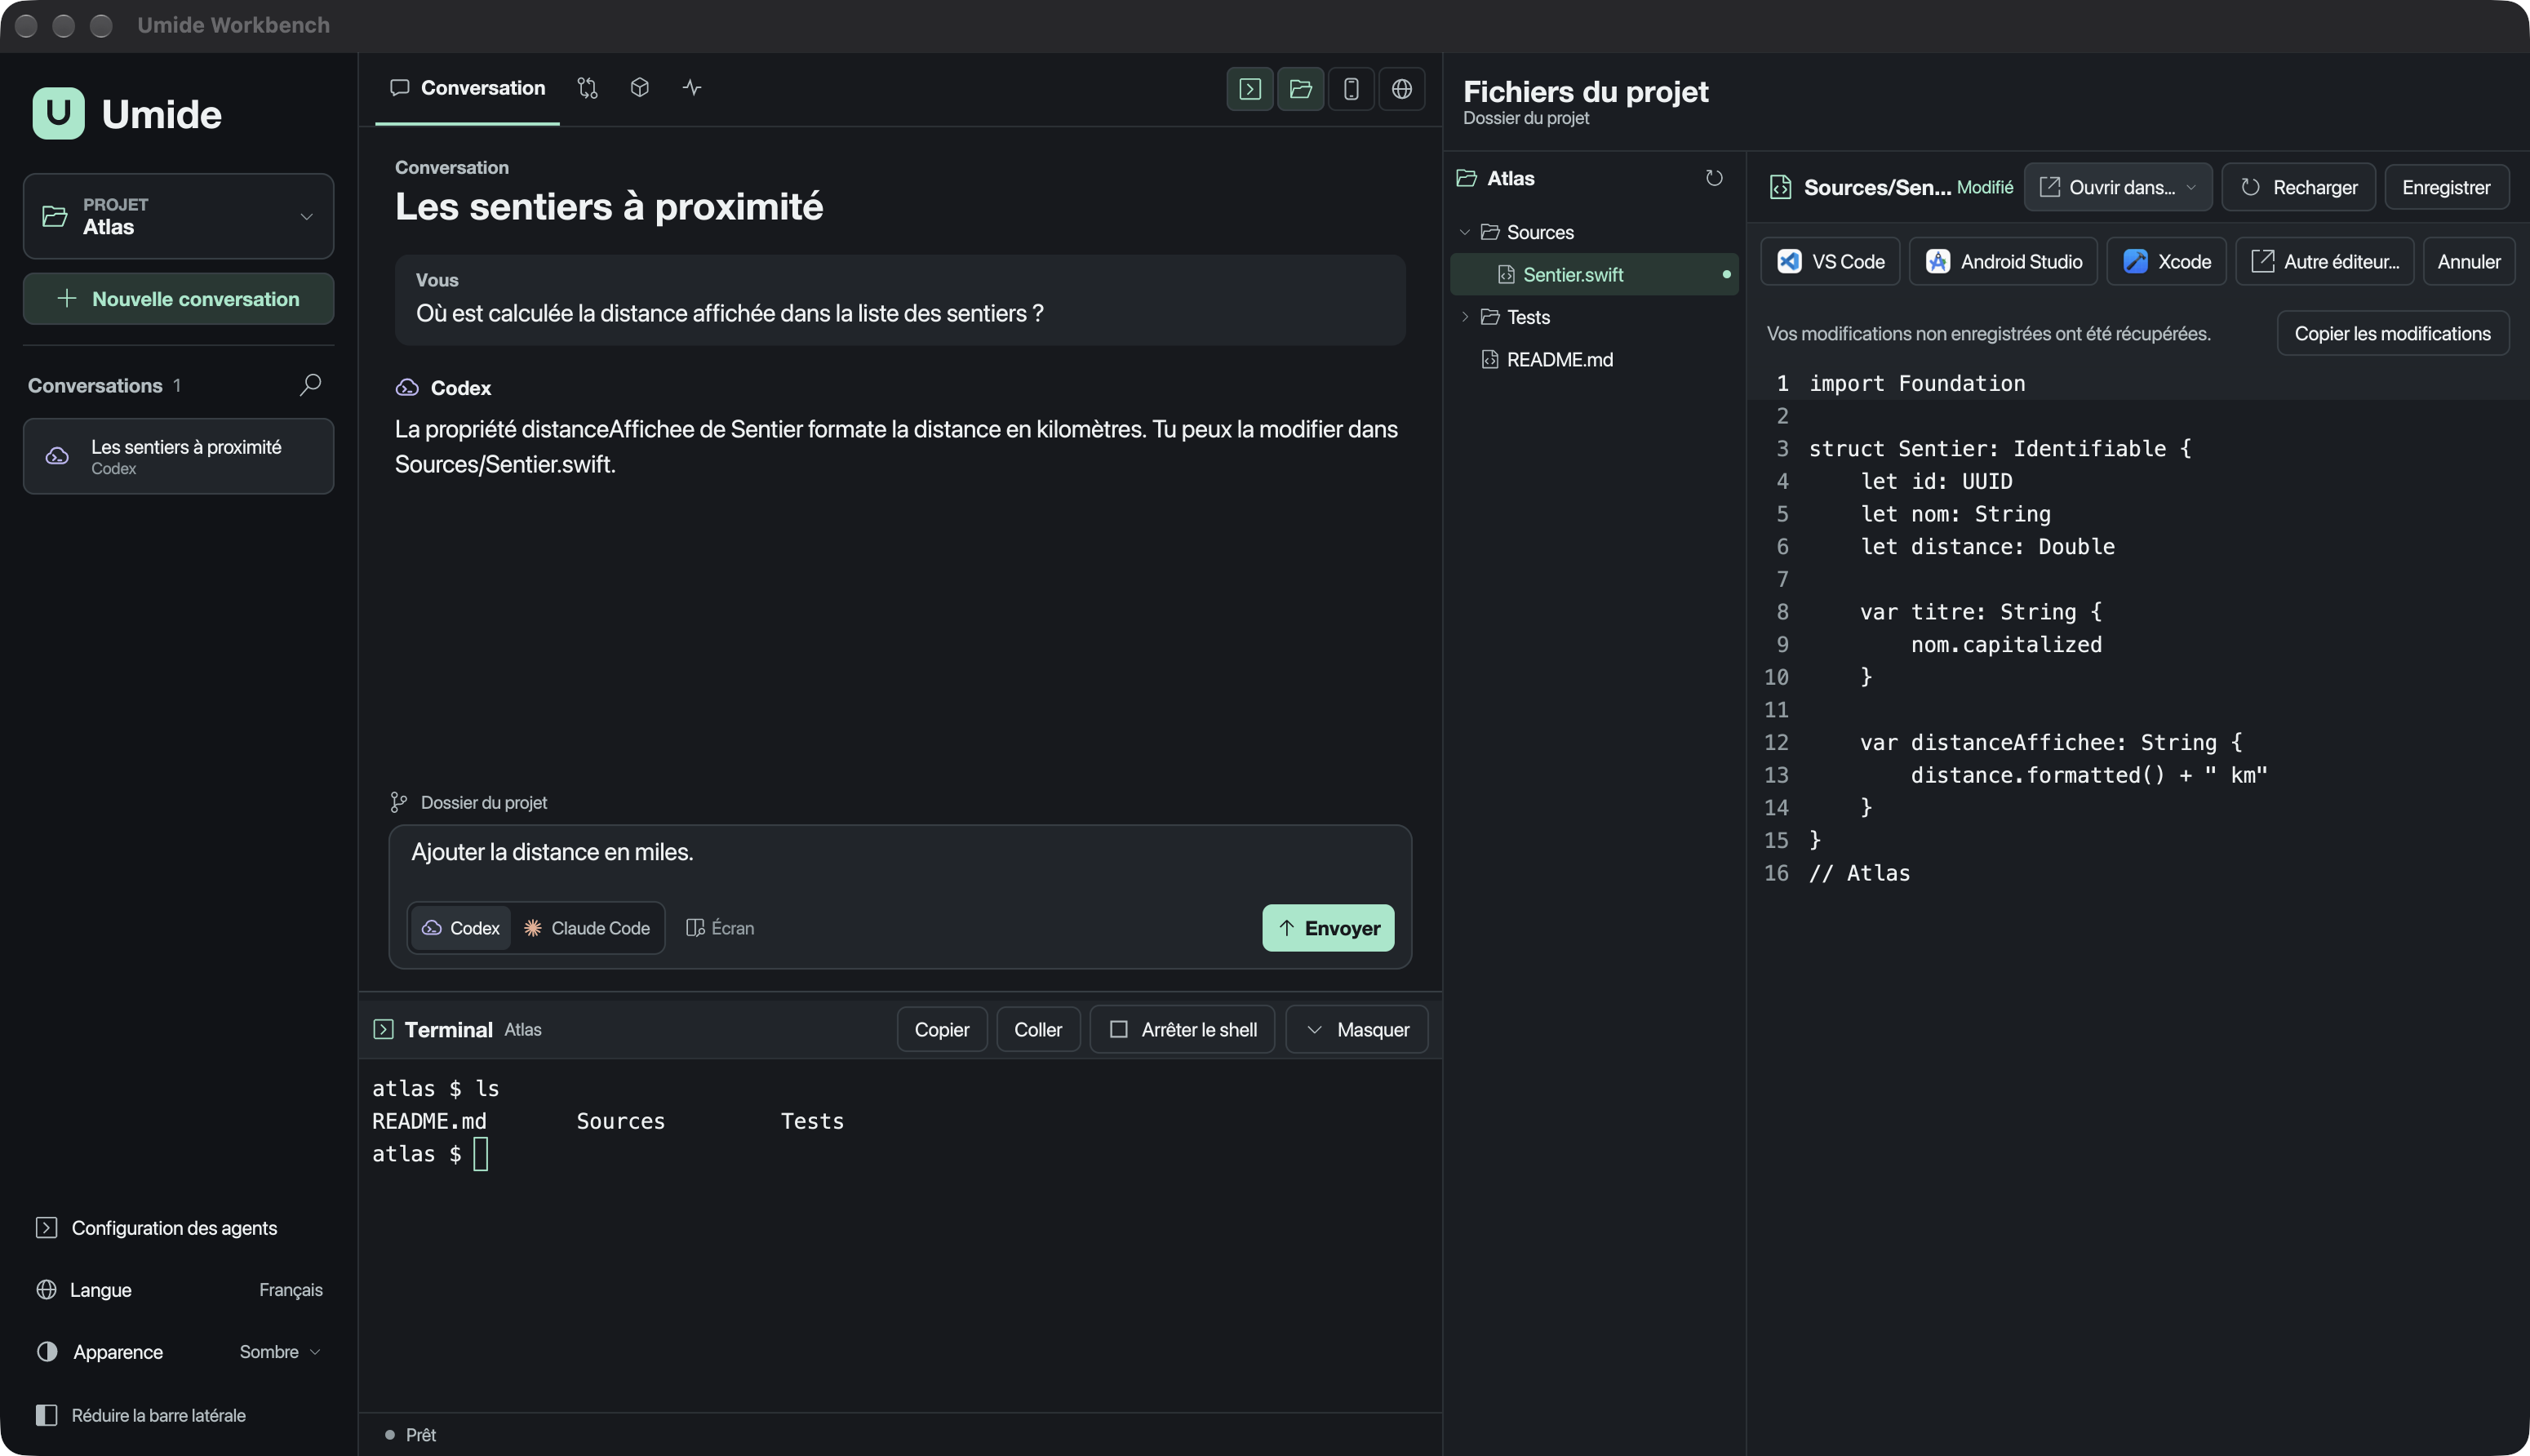 Umide Workbench
U Umide
PROJET
Atlas
Nouvelle conversation
Conversations 1
Les sentiers à proximité
Codex
Configuration des agents
Langue Français
Apparence Sombre
Réduire la barre latérale
Conversation
Conversation
Les sentiers à proximité
Vous
Où est calculée la distance affichée dans la liste des sentiers ?
Codex
La propriété distanceAffichee de Sentier formate la distance en kilomètres. Tu peux la modifier dans
Sources/Sentier.swift.
Dossier du projet
Ajouter la distance en miles.
Codex Claude Code Écran Envoyer
Terminal Atlas Copier Coller Arrêter le shell Masquer
atlas $ ls
README.md Sources Tests
atlas $
Prêt
Fichiers du projet
Dossier du projet
Atlas
Sources
Sentier.swift
Tests
README.md
Sources/Sen... Modifié Ouvrir dans... Recharger Enregistrer
VS Code Android Studio Xcode Autre éditeur... Annuler
Vos modifications non enregistrées ont été récupérées. Copier les modifications
1 import Foundation
2
3 struct Sentier: Identifiable {
4 let id: UUID
5 let nom: String
6 let distance: Double
7
8 var titre: String {
9 nom.capitalized
10 }
11
12 var distanceAffichee: String {
13 distance.formatted() + " km"
14 }
15 }
16 // Atlas